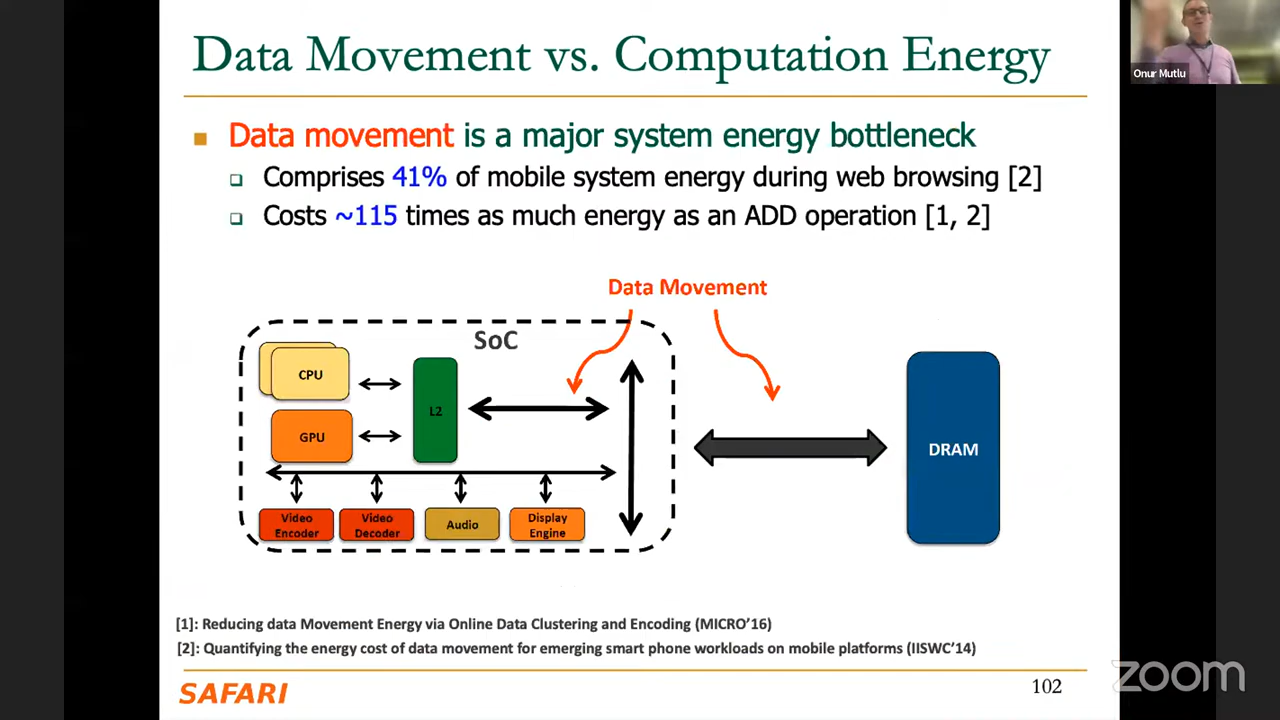 Data Movement vs. Computation Energy
Onur Mutlu
Data movement is a major system energy bottleneck
Comprises 41% of mobile system energy during web browsing [2]
Costs ~115 times as much energy as an ADD operation [1, 2]
Data Movement
SoC
CPU
L2
GPU
DRAM
Video
Encoder
Video
Decoder
Audio
Display
Engine
[1]: Reducing data Movement Energy via Online Data Clustering and Encoding (MICRO'16)
[2]: Quantifying the energy cost of data movement for emerging smart phone workloads on mobile platforms (IISWC'14)
SAFARI
102
zoom